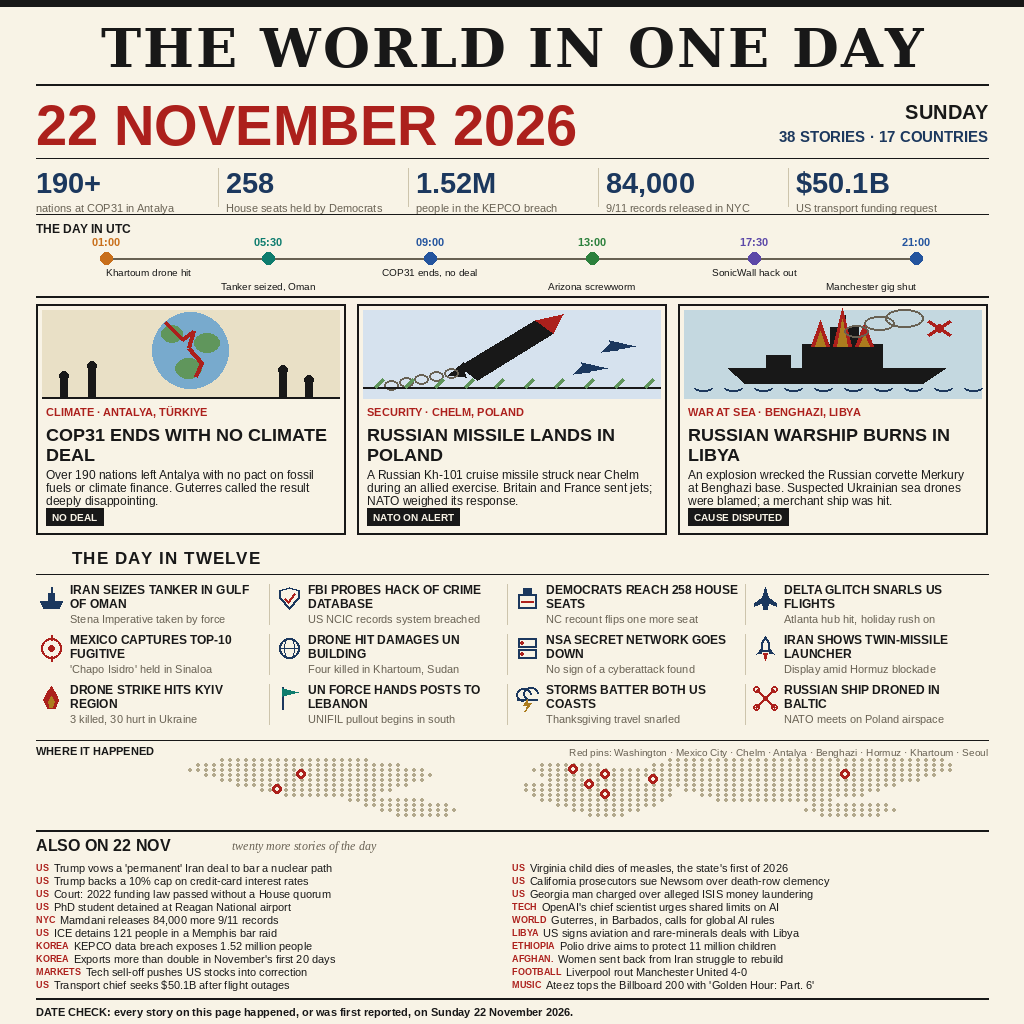 THE WORLD IN ONE DAY
22 NOVEMBER 2026
SUNDAY
38 STORIES · 17 COUNTRIES
190+
nations at COP31 in Antalya
258
House seats held by Democrats
1.52M
people in the KEPCO breach
84,000
9/11 records released in NYC
$50.1B
US transport funding request
THE DAY IN UTC
01:00
Khartoum drone hit
05:30
Tanker seized, Oman
09:00
COP31 ends, no deal
13:00
Arizona screwworm
17:30
SonicWall hack out
21:00
Manchester gig shut
CLIMATE · ANTALYA, TÜRKIYE
COP31 ENDS WITH NO CLIMATE
DEAL
Over 190 nations left Antalya with no pact on fossil
fuels or climate finance. Guterres called the result
deeply disappointing.
NO DEAL
SECURITY · CHELM, POLAND
RUSSIAN MISSILE LANDS IN
POLAND
A Russian Kh-101 cruise missile struck near Chelm
during an allied exercise. Britain and France sent jets;
NATO weighed its response.
NATO ON ALERT
WAR AT SEA · BENGHAZI, LIBYA
RUSSIAN WARSHIP BURNS IN
LIBYA
An explosion wrecked the Russian corvette Merkury
at Benghazi base. Suspected Ukrainian sea drones
were blamed; a merchant ship was hit.
CAUSE DISPUTED
THE DAY IN TWELVE
IRAN SEIZES TANKER IN GULF
OF OMAN
Stena Imperative taken by force
FBI PROBES HACK OF CRIME
DATABASE
US NCIC records system breached
DEMOCRATS REACH 258 HOUSE
SEATS
NC recount flips one more seat
DELTA GLITCH SNARLS US
FLIGHTS
Atlanta hub hit, holiday rush on
MEXICO CAPTURES TOP-10
FUGITIVE
'Chapo Isidro' held in Sinaloa
DRONE HIT DAMAGES UN
BUILDING
Four killed in Khartoum, Sudan
NSA SECRET NETWORK GOES
DOWN
No sign of a cyberattack found
IRAN SHOWS TWIN-MISSILE
LAUNCHER
Display amid Hormuz blockade
DRONE STRIKE HITS KYIV
REGION
3 killed, 30 hurt in Ukraine
UN FORCE HANDS POSTS TO
LEBANON
UNIFIL pullout begins in south
STORMS BATTER BOTH US
COASTS
Thanksgiving travel snarled
RUSSIAN SHIP DRONED IN
BALTIC
NATO meets on Poland airspace
WHERE IT HAPPENED
Red pins: Washington · Mexico City · Chelm · Antalya · Benghazi · Hormuz · Khartoum · Seoul
ALSO ON 22 NOV
twenty more stories of the day
US Trump vows a 'permanent' Iran deal to bar a nuclear path
US Trump backs a 10% cap on credit-card interest rates
US Court: 2022 funding law passed without a House quorum
US PhD student detained at Reagan National airport
NYC Mamdani releases 84,000 more 9/11 records
US ICE detains 121 people in a Memphis bar raid
KOREA KEPCO data breach exposes 1.52 million people
KOREA Exports more than double in November's first 20 days
MARKETS Tech sell-off pushes US stocks into correction
US Transport chief seeks $50.1B after flight outages
US Virginia child dies of measles, the state's first of 2026
US California prosecutors sue Newsom over death-row clemency
US Georgia man charged over alleged ISIS money laundering
TECH OpenAI's chief scientist urges shared limits on AI
WORLD Guterres, in Barbados, calls for global AI rules
LIBYA US signs aviation and rare-minerals deals with Libya
ETHIOPIA Polio drive aims to protect 11 million children
AFGHAN. Women sent back from Iran struggle to rebuild
FOOTBALL Liverpool rout Manchester United 4-0
MUSIC Ateez tops the Billboard 200 with 'Golden Hour: Part. 6'
DATE CHECK: every story on this page happened, or was first reported, on Sunday 22 November 2026.